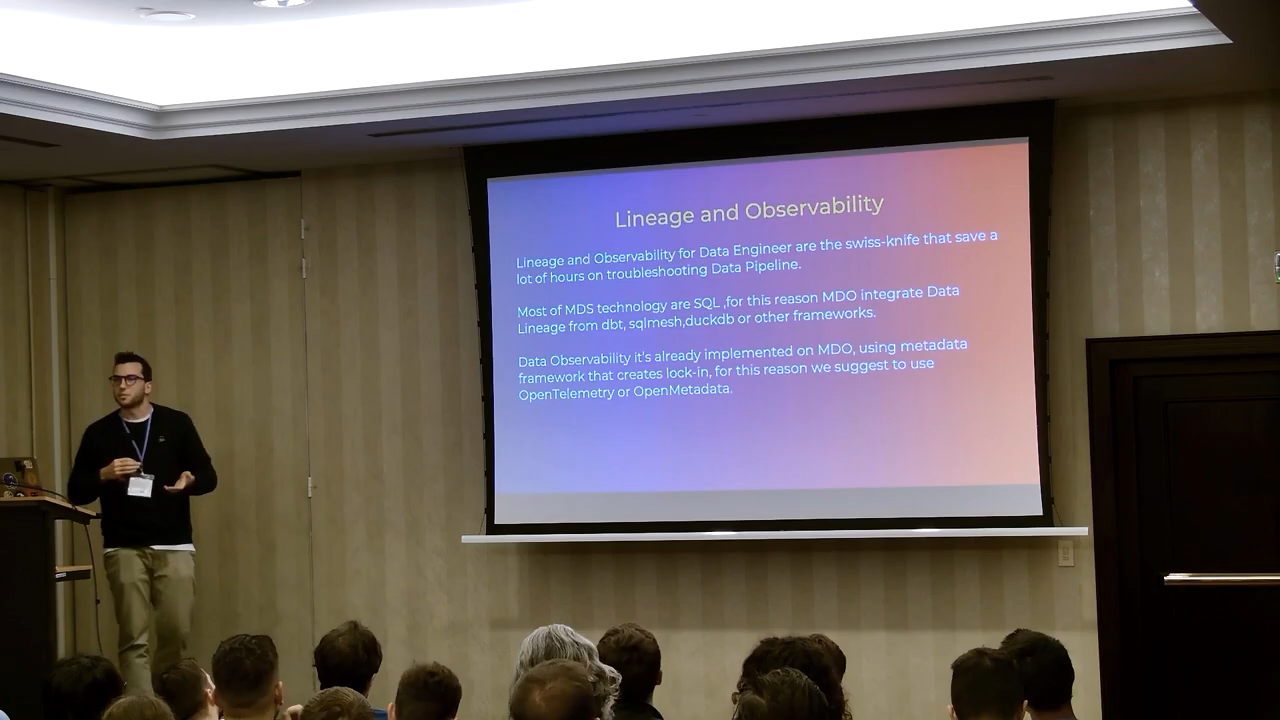 Lineage and Observability
Lineage and Observability for Data Engineer are the swiss-knife that save a
lot of hours on troubleshooting Data Pipeline.
Most of MDS technology are SQL ,for this reason MDO integrate Data
Lineage from dbt, sqlmesh,duckdb or other frameworks.
Data Observability it's already implemented on MDO, using metadata
framework that creates lock-in, for this reason we suggest to use
OpenTelemetry or OpenMetadata.